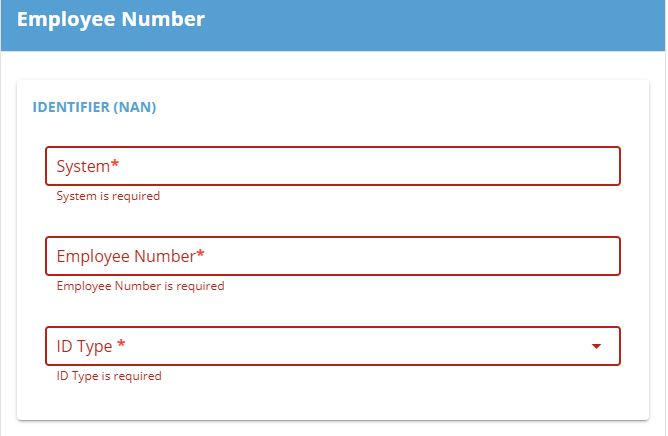 Employee Number
IDENTIFIER (NAN)
System*
System is required
Employee Number*
Employee Number is required
ID Type *
ID Type is required